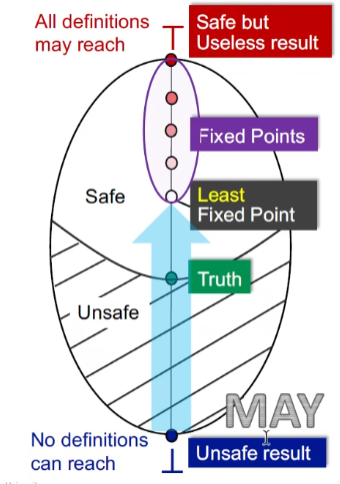 All definitions
may reach
⊤
Safe but
Useless result
Fixed Points
Safe
Least
Fixed Point
Truth
Unsafe
MAY
No definitions
can reach
⊥
Unsafe result